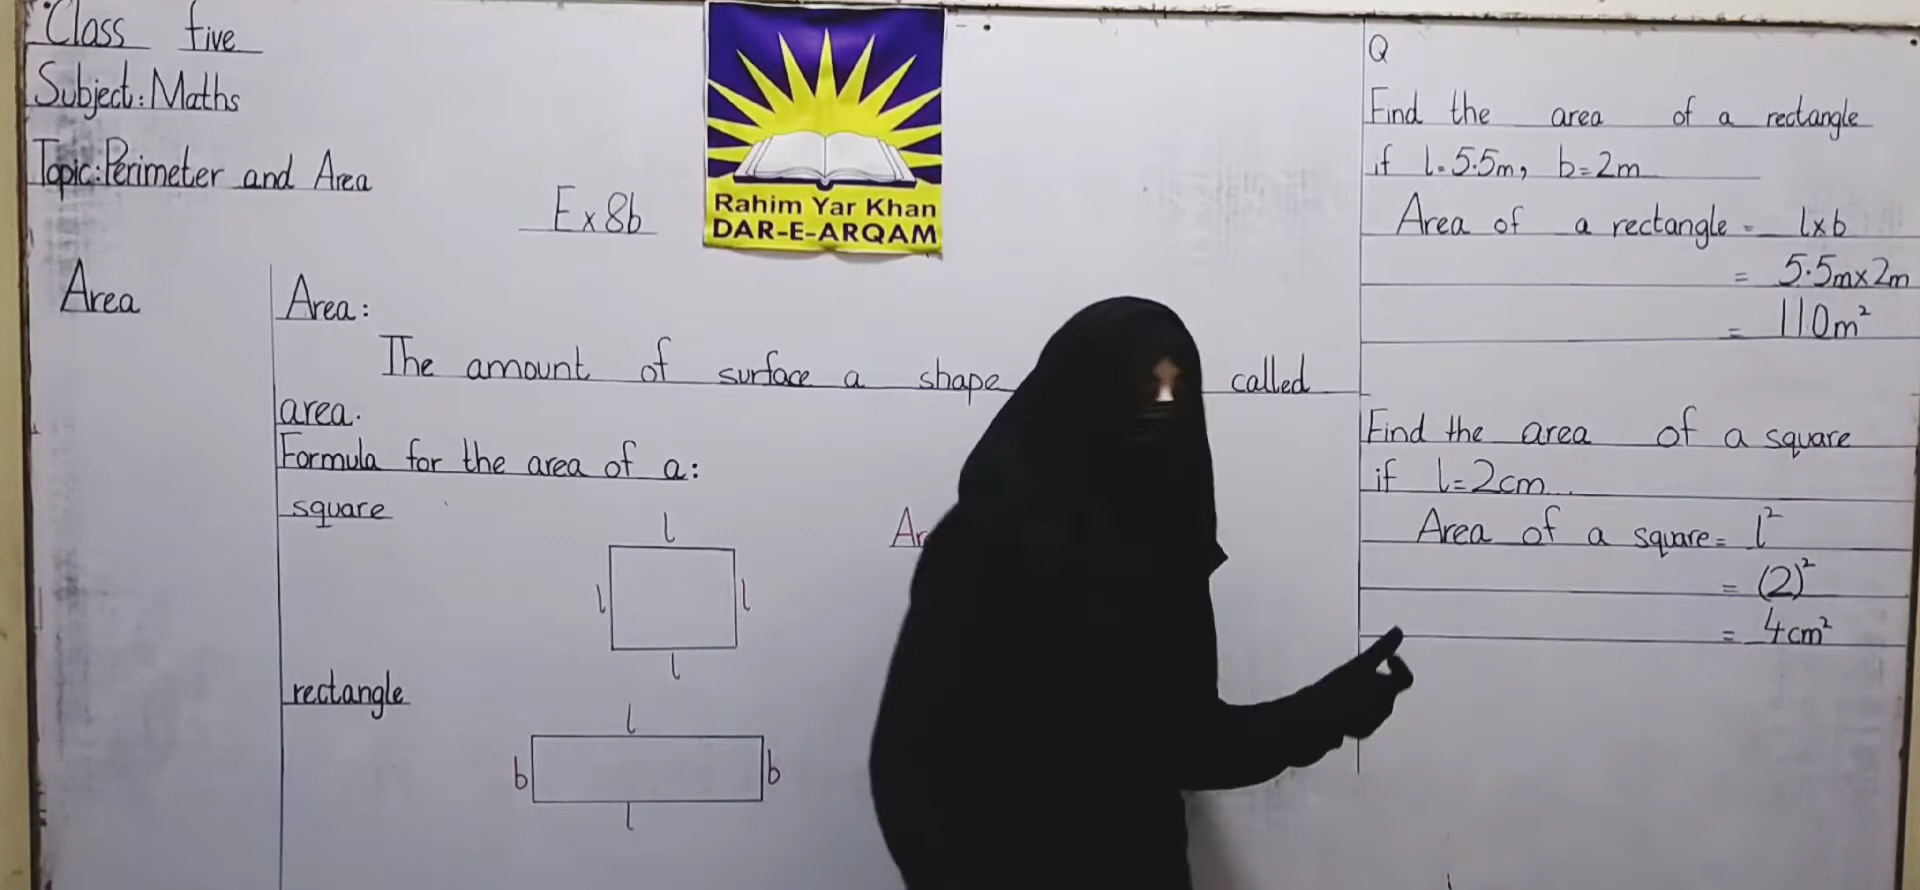 Class five
Subject: Maths
Topic: Perimeter and Area
Ex 8b
Rahim Yar Khan
DAR-E-ARQAM
Area
Area:
The amount of surface a shape called
area.
Formula for the area of a:
square
l
l
l
l
rectangle
l
b
b
l
Q
Find the area of a rectangle
if l=5.5m, b=2m
Area of a rectangle = l×b
= 5.5m×2m
= 11.0m²
Find the area of a square
if l=2cm.
Area of a square = l²
= (2)²
= 4cm²